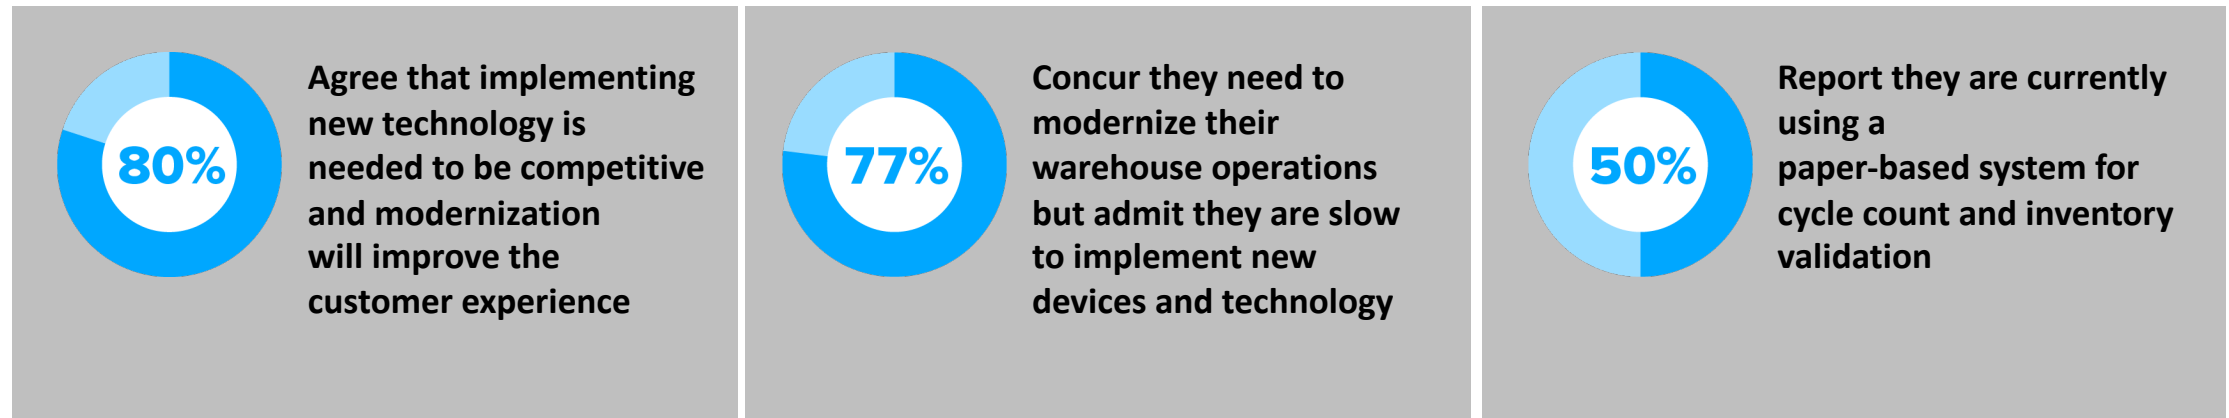 80%
Agree that implementing
new technology is
needed to be competitive
and modernization
will improve the
customer experience
77%
Concur they need to
modernize their
warehouse operations
but admit they are slow
to implement new
devices and technology
50%
Report they are currently
using a
paper-based system for
cycle count and inventory
validation